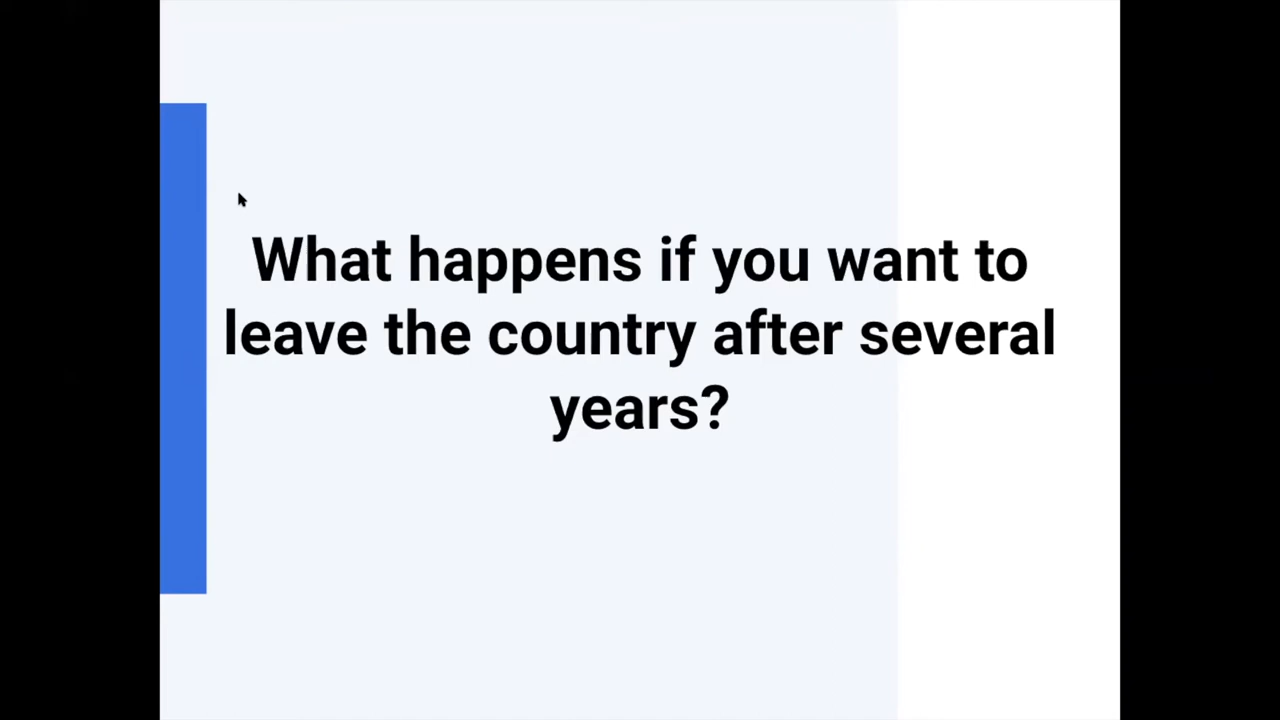 What happens if you want to
leave the country after several
years?